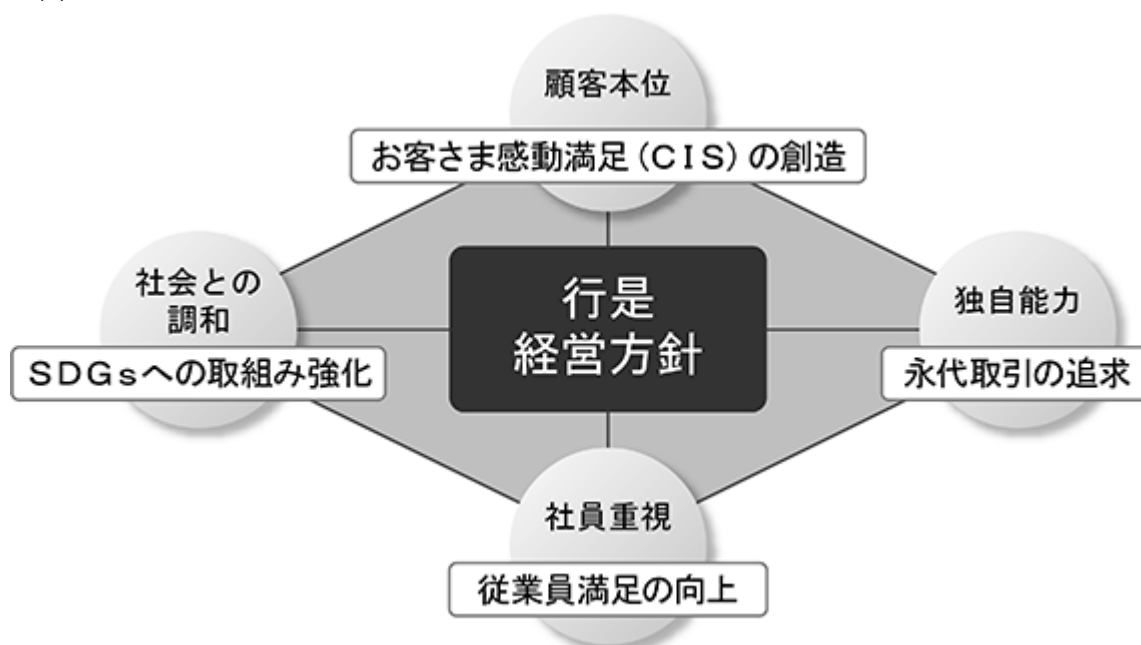 顧客本位
お客さま感動満足（ＣＩＳ）の創造
社会との
調和
ＳＤＧｓへの取組み強化
行是
経営方針
独自能力
永代取引の追求
社員重視
従業員満足の向上